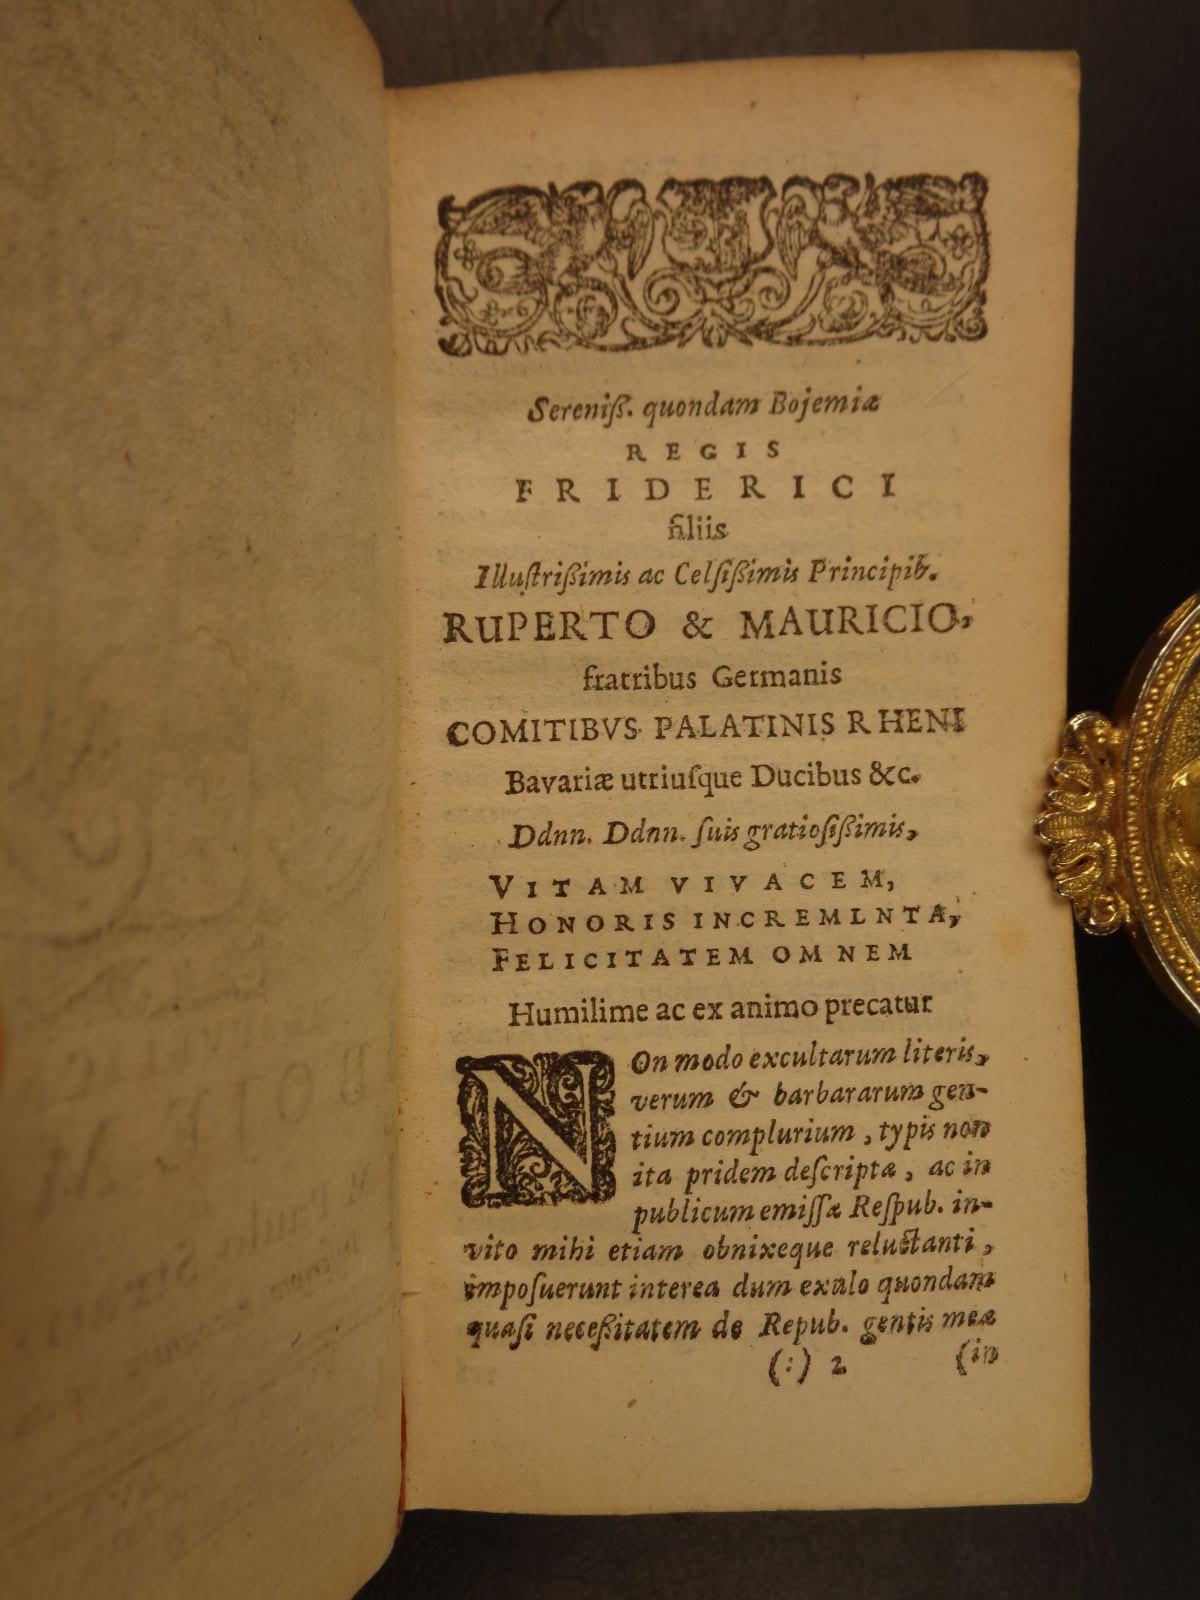 Sereniß. quondam Bojemiæ
REGIS
FRIDERICI
filiis
Illuſtrißimis ac Celſißimis Principib.
RUPERTO & MAURICIO,
fratribus Germanis
COMITIBVS PALATINIS RHENI
Bavariæ utriuſque Ducibus &c.
Ddnn. Ddnn. ſuis gratioſißimis,
VITAM VIVACEM,
HONORIS INCREMLNTA,
FELICITATEM OMNEM
Humilime ac ex animo precatur
NOn modo excultarum literis,
verum & barbararum gen-
tium complurium, typis non
ita pridem deſcriptæ, ac in
publicum emiſſæ Reſpub. in-
vito mihi etiam obnixeque reluctanti,
impoſuerunt interea dum exalo quondam
quaſi neceßitatem de Repub. gentis meæ
(:) 2 (in